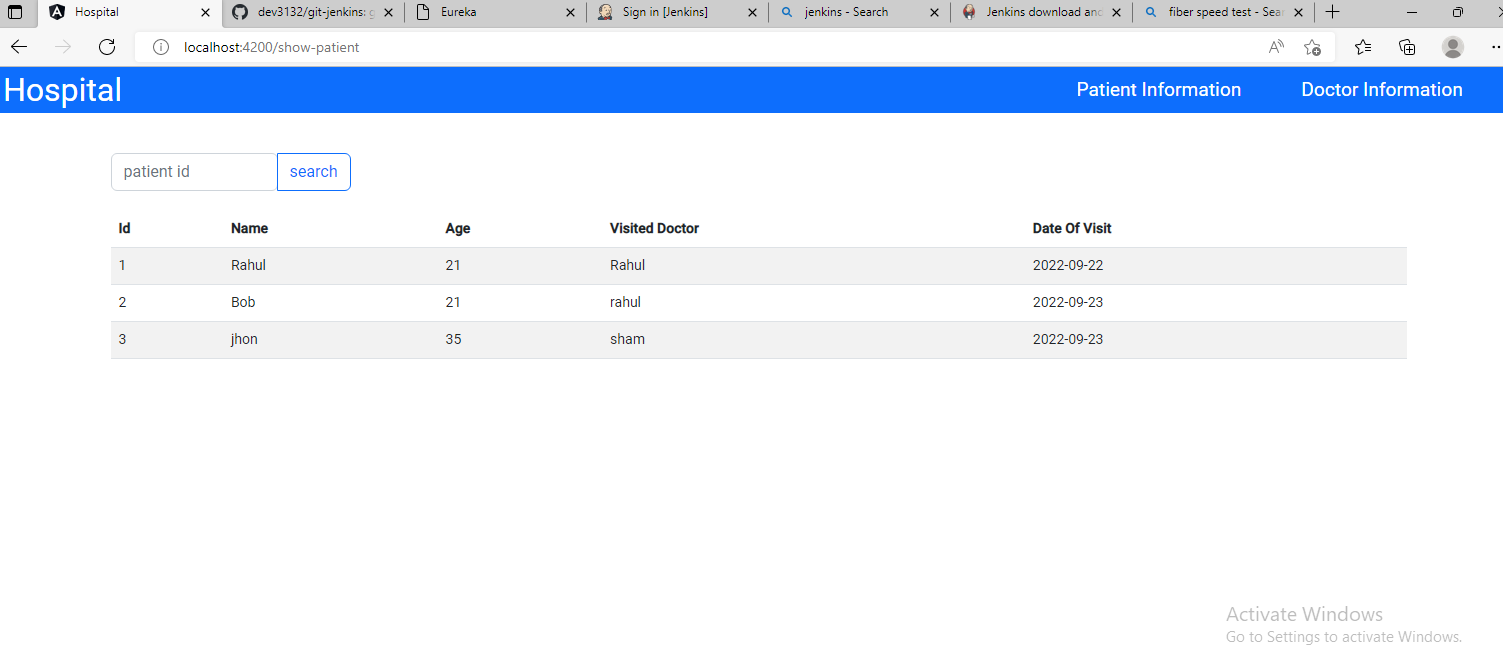 Hospital dev3132/git-jenkins: g Eureka Sign in [Jenkins] jenkins - Search Jenkins download and fiber speed test - Sear
localhost:4200/show-patient
Hospital Patient Information Doctor Information
patient id search
Id Name Age Visited Doctor Date Of Visit
1 Rahul 21 Rahul 2022-09-22
2 Bob 21 rahul 2022-09-23
3 jhon 35 sham 2022-09-23
Activate Windows
Go to Settings to activate Windows.